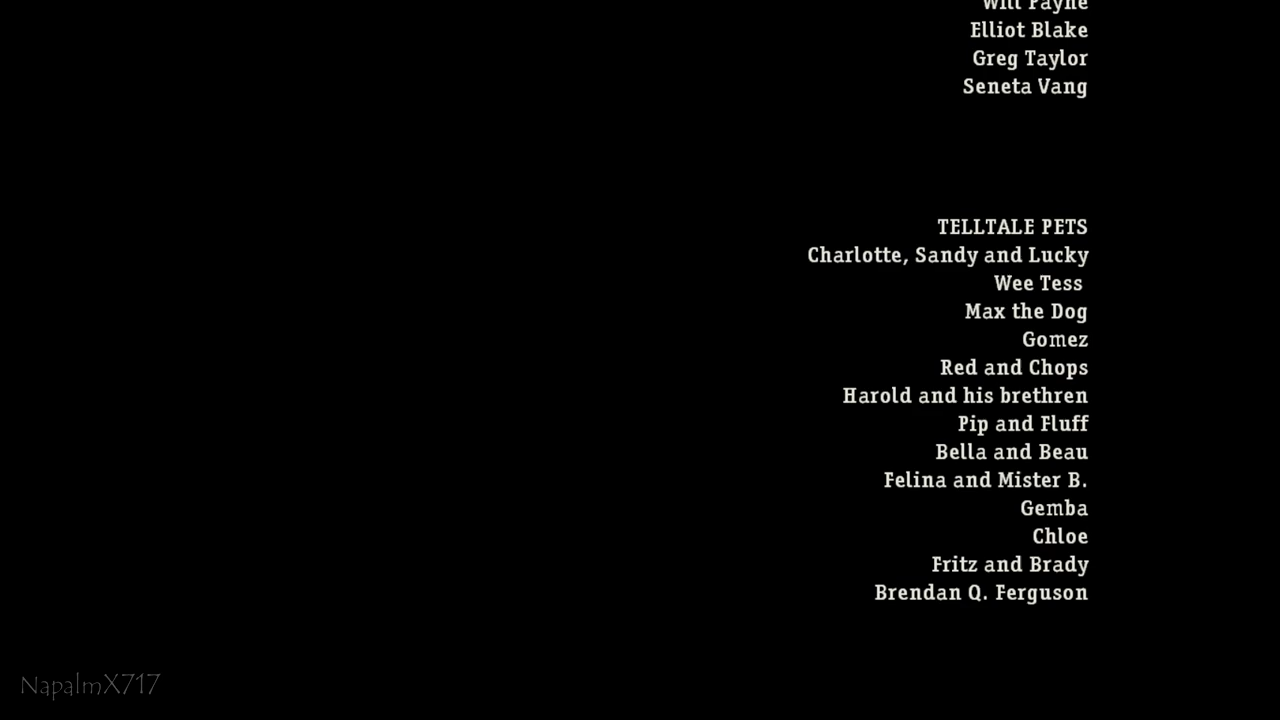 Will Payne
Elliot Blake
Greg Taylor
Seneta Vang
TELLTALE PETS
Charlotte, Sandy and Lucky
Wee Tess
Max the Dog
Gomez
Red and Chops
Harold and his brethren
Pip and Fluff
Bella and Beau
Felina and Mister B.
Gemba
Chloe
Fritz and Brady
Brendan Q. Ferguson
NapalmX717